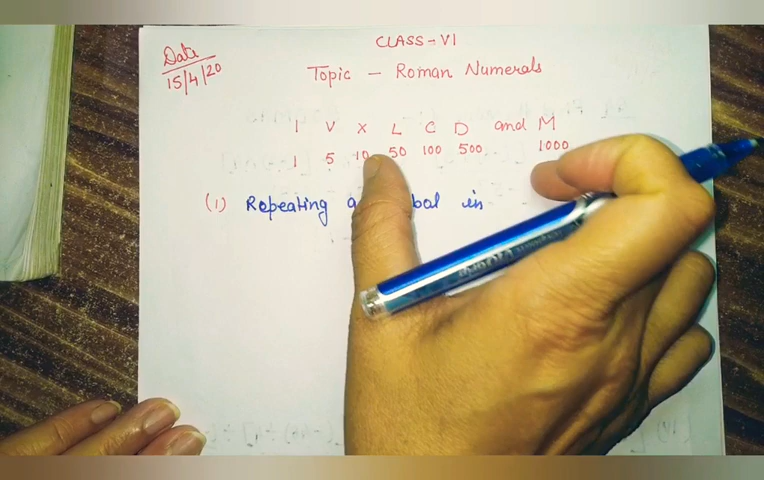 CLASS-VI
Date
15/4/20
Topic - Roman Numerals
I V X L C D and M
1 5 10 50 100 500 1000
(1) Repeating a bol in